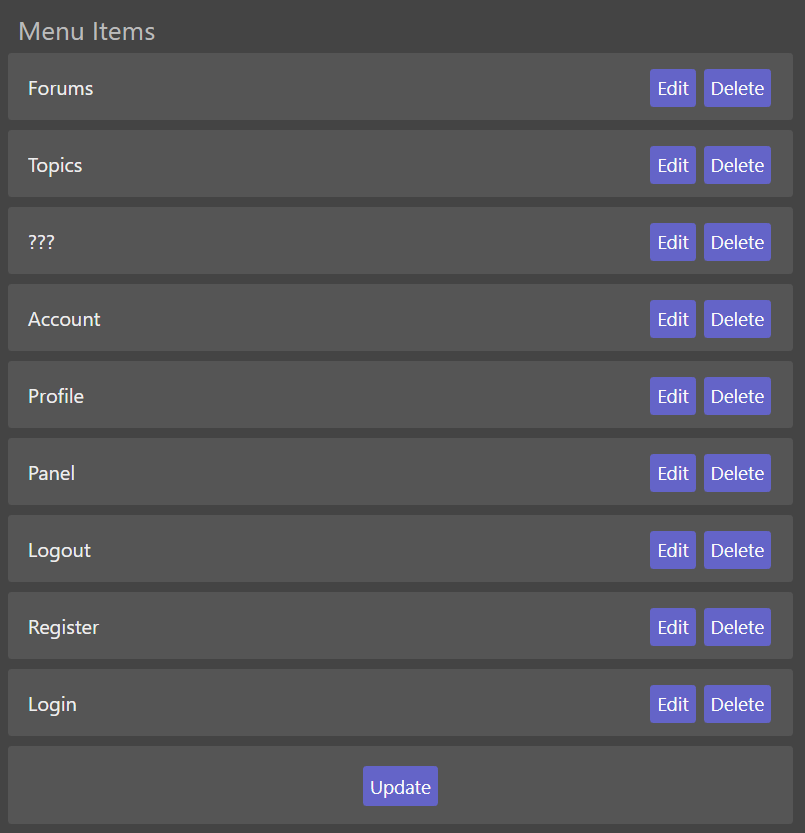 Menu Items
Forums Edit Delete
Topics Edit Delete
??? Edit Delete
Account Edit Delete
Profile Edit Delete
Panel Edit Delete
Logout Edit Delete
Register Edit Delete
Login Edit Delete
Update